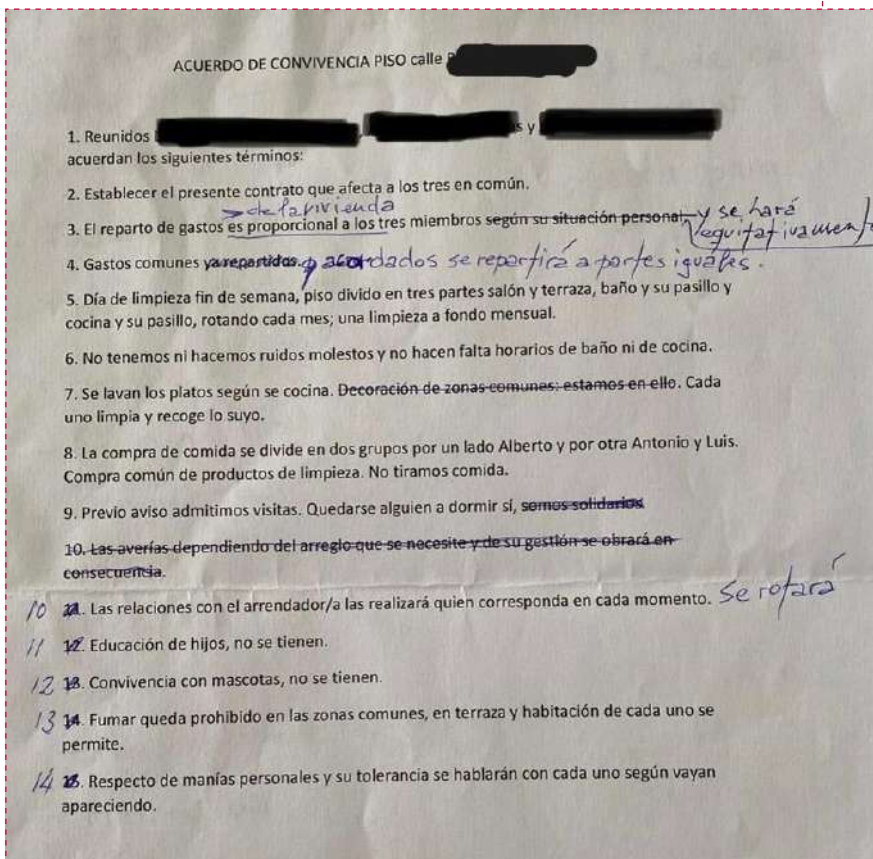 ACUERDO DE CONVIVENCIA PISO calle
1. Reunidos s y
acuerdan los siguientes términos:
2. Establecer el presente contrato que afecta a los tres en común.
de la vivienda
3. El reparto de gastos es proporcional a los tres miembros según su situación personal, y se hará
equitativamente
4. Gastos comunes ya repartidos. acordados se repartirá a partes iguales.
5. Día de limpieza fin de semana, piso divido en tres partes salón y terraza, baño y su pasillo y
cocina y su pasillo, rotando cada mes; una limpieza a fondo mensual.
6. No tenemos ni hacemos ruidos molestos y no hacen falta horarios de baño ni de cocina.
7. Se lavan los platos según se cocina. Decoración de zonas comunes: estamos en ello. Cada
uno limpia y recoge lo suyo.
8. La compra de comida se divide en dos grupos por un lado Alberto y por otra Antonio y Luis.
Compra común de productos de limpieza. No tiramos comida.
9. Previo aviso admitimos visitas. Quedarse alguien a dormir sí, somos solidarios
10. Las averías dependiendo del arreglo que se necesite y de su gestión se obrará en
consecuencia.
10 11. Las relaciones con el arrendador/a las realizará quien corresponda en cada momento. Se rotará
11 12. Educación de hijos, no se tienen.
12 13. Convivencia con mascotas, no se tienen.
13 14. Fumar queda prohibido en las zonas comunes, en terraza y habitación de cada uno se
permite.
14 15. Respecto de manías personales y su tolerancia se hablarán con cada uno según vayan
apareciendo.